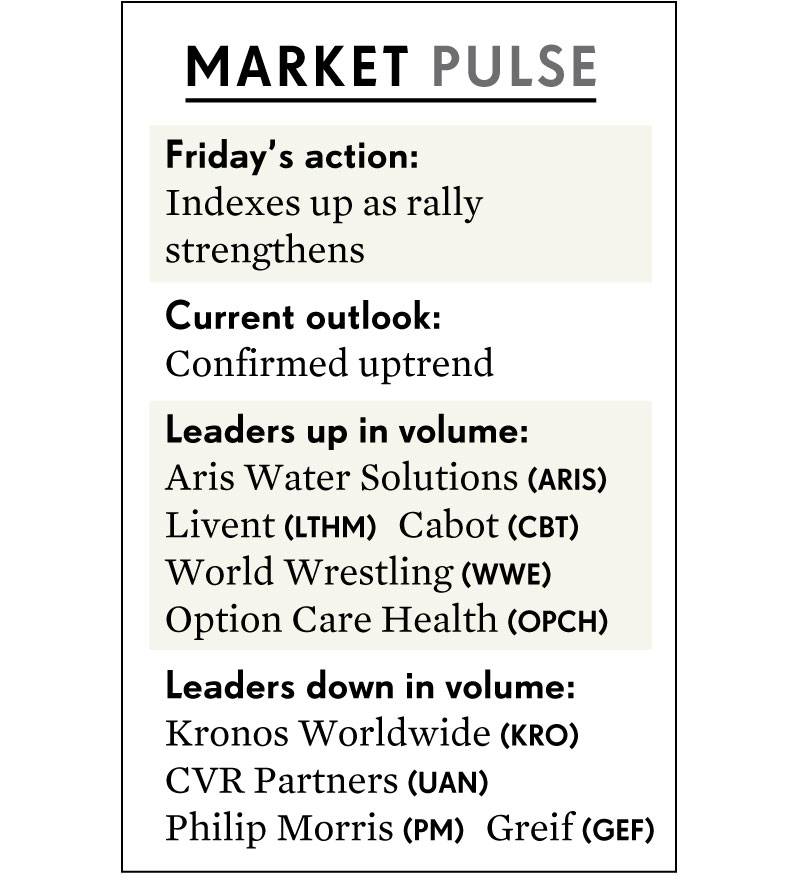 MARKET PULSE
Friday’s action:
Indexes up as rally
strengthens
Current outlook:
Confirmed uptrend
Leaders up in volume:
Aris Water Solutions (ARIS)
Livent (LTHM) Cabot (CBT)
World Wrestling (WWE)
Option Care Health (OPCH)
Leaders down in volume:
Kronos Worldwide (KRO)
CVR Partners (UAN)
Philip Morris (PM) Greif (GEF)